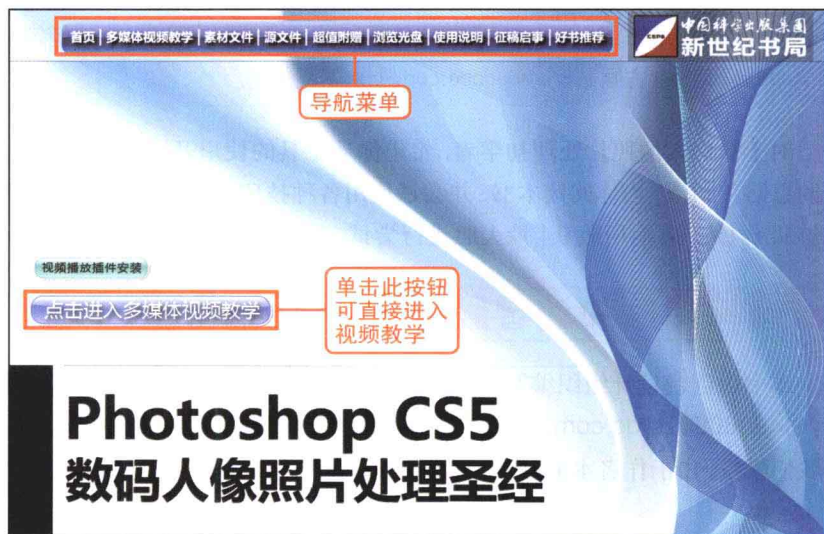 首页 | 多媒体视频教学 | 素材文件 | 源文件 | 超值附赠 | 浏览光盘 | 使用说明 | 征稿启事 | 好书推荐
CSPG
中国科学出版集团
新世纪书局
导航菜单
视频播放插件安装
点击进入多媒体视频教学
单击此按钮
可直接进入
视频教学
Photoshop CS5
数码人像照片处理圣经